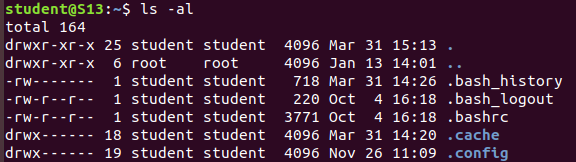 student@S13:~$ ls -al
total 164
drwxr-xr-x 25 student student  4096 Mar 31 15:13 .
drwxr-xr-x  6 root    root     4096 Jan 13 14:01 ..
-rw-------  1 student student   718 Mar 31 14:26 .bash_history
-rw-r--r--  1 student student   220 Oct  4 16:18 .bash_logout
-rw-r--r--  1 student student  3771 Oct  4 16:18 .bashrc
drwx------ 18 student student  4096 Mar 31 14:20 .cache
drwx------ 19 student student  4096 Nov 26 11:09 .config